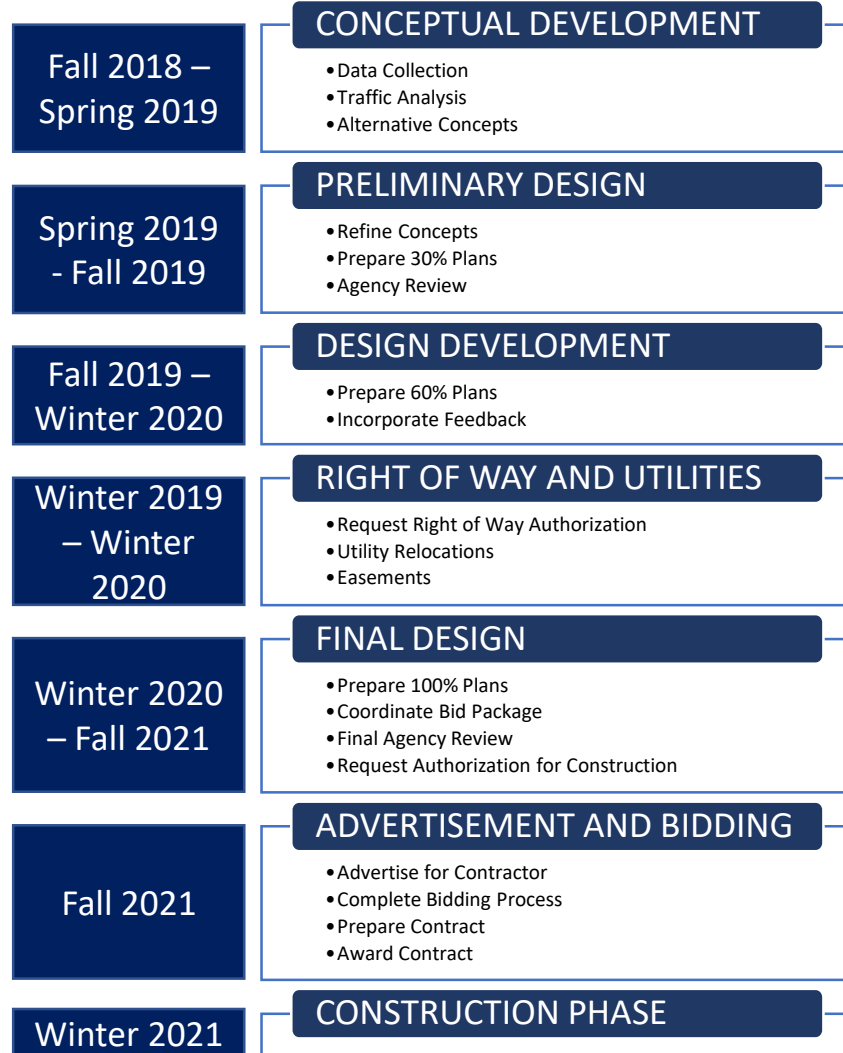 Fall 2018 –
Spring 2019
CONCEPTUAL DEVELOPMENT
•Data Collection
•Traffic Analysis
•Alternative Concepts
Spring 2019
- Fall 2019
PRELIMINARY DESIGN
•Refine Concepts
•Prepare 30% Plans
•Agency Review
Fall 2019 –
Winter 2020
DESIGN DEVELOPMENT
•Prepare 60% Plans
•Incorporate Feedback
Winter 2019
– Winter
2020
RIGHT OF WAY AND UTILITIES
•Request Right of Way Authorization
•Utility Relocations
•Easements
Winter 2020
– Fall 2021
FINAL DESIGN
•Prepare 100% Plans
•Coordinate Bid Package
•Final Agency Review
•Request Authorization for Construction
Fall 2021
ADVERTISEMENT AND BIDDING
•Advertise for Contractor
•Complete Bidding Process
•Prepare Contract
•Award Contract
Winter 2021
CONSTRUCTION PHASE